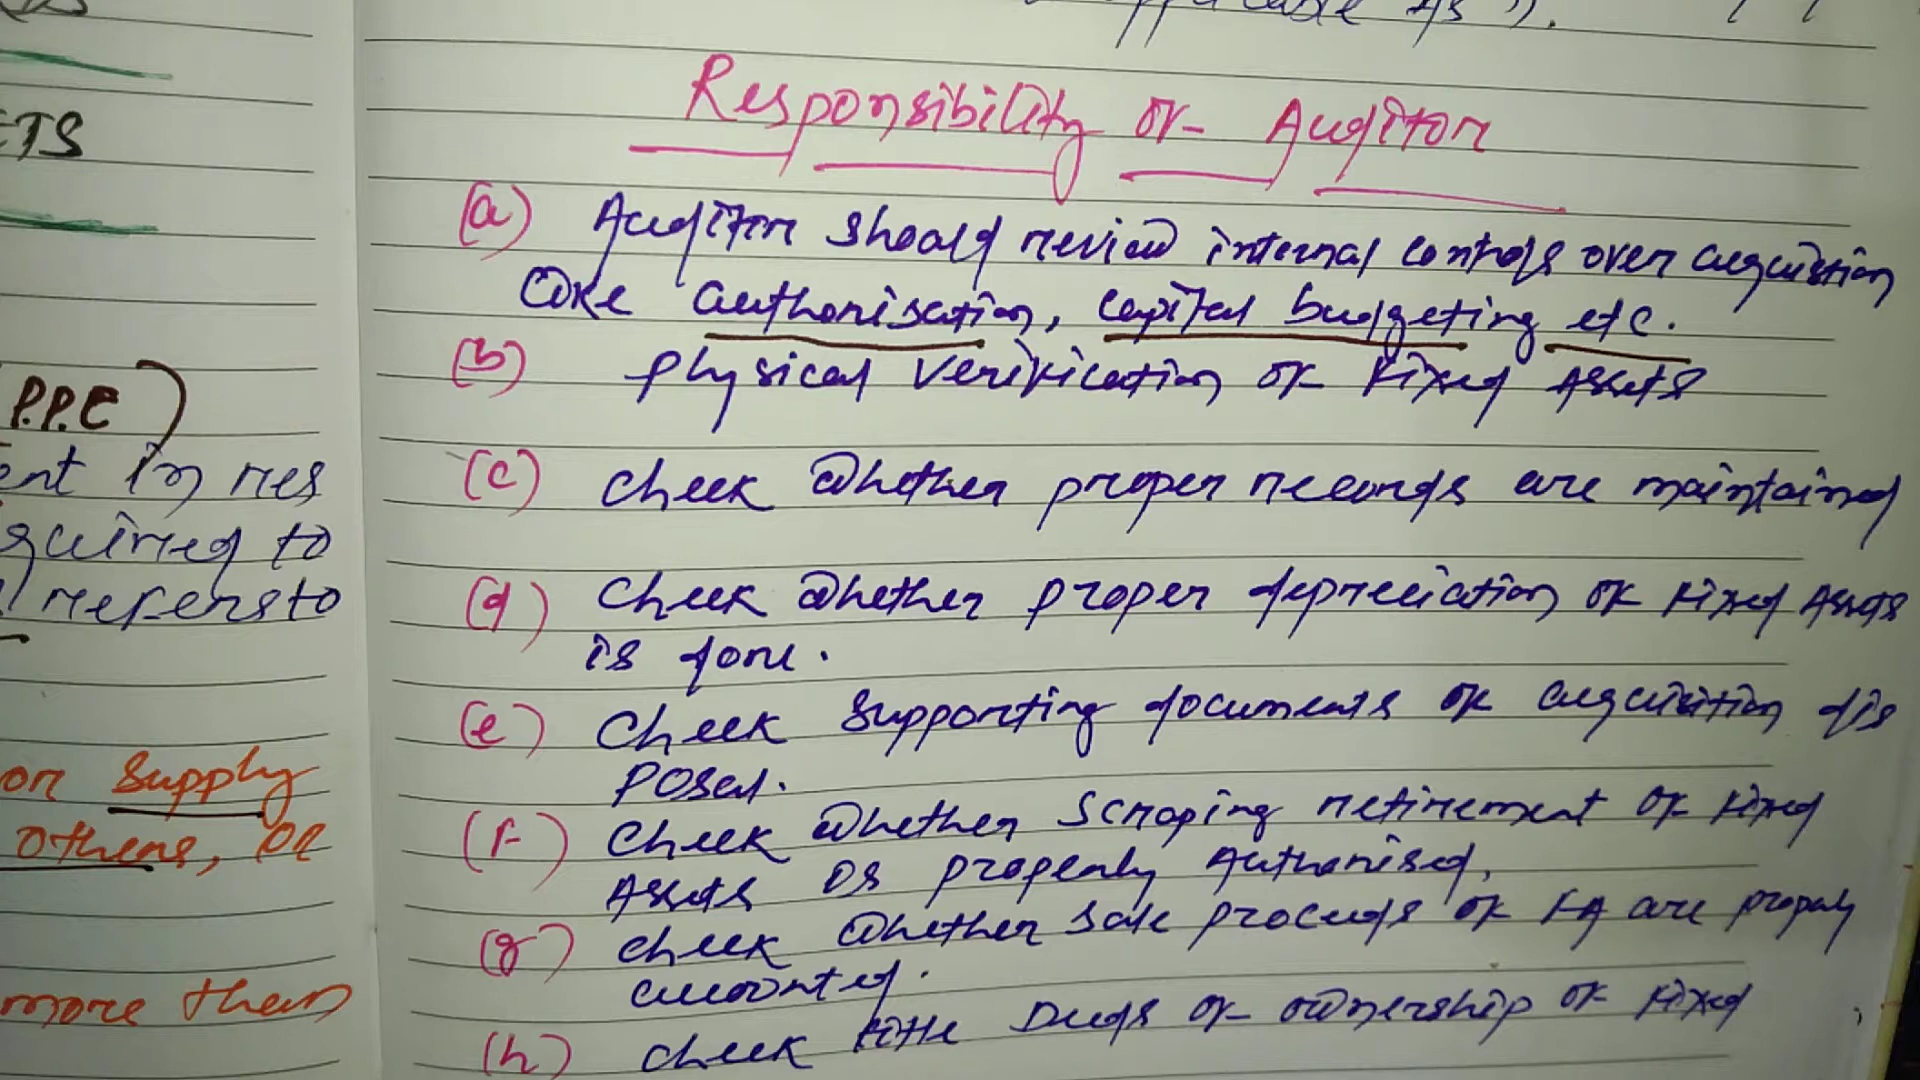 ETS
P.P.E)
ent in res
quired to
refers to
on supply
others, or
more than
Responsibility of Auditor
(a) Auditor should review internal controls over acquistion
like authorisation, capital budgeting etc.
(b) Physical verification of Fixed Assets
(c) check whether proper records are maintained
(d) check whether proper depreciation of Fixed Assets
is done.
(e) check supporting documents of acquisition dis
posal.
(f) check whether scraping retirement of Fixed
Assets is properly Authorised.
(g) check whether sale proceeds of FA are properly
accounted.
(h) check title Deeds of ownership of Fixed